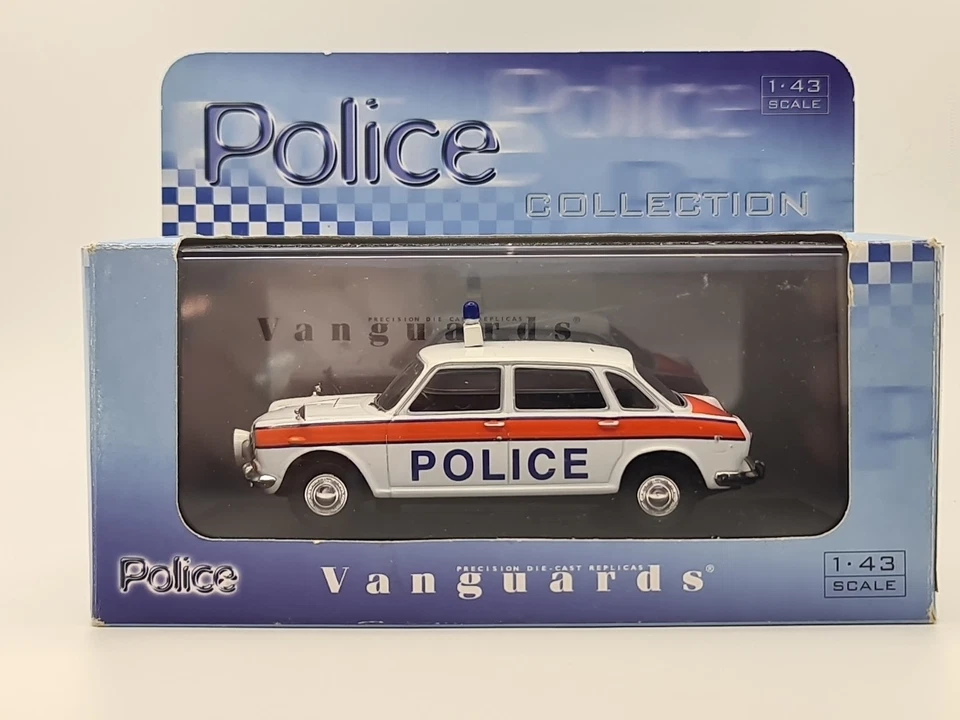 Police
COLLECTION
1·43
SCALE
PRECISION DIE CAST REPLICAS
Vanguards®
POLICE
Police
PRECISION DIE-CAST REPLICAS
Vanguards®
1·43
SCALE